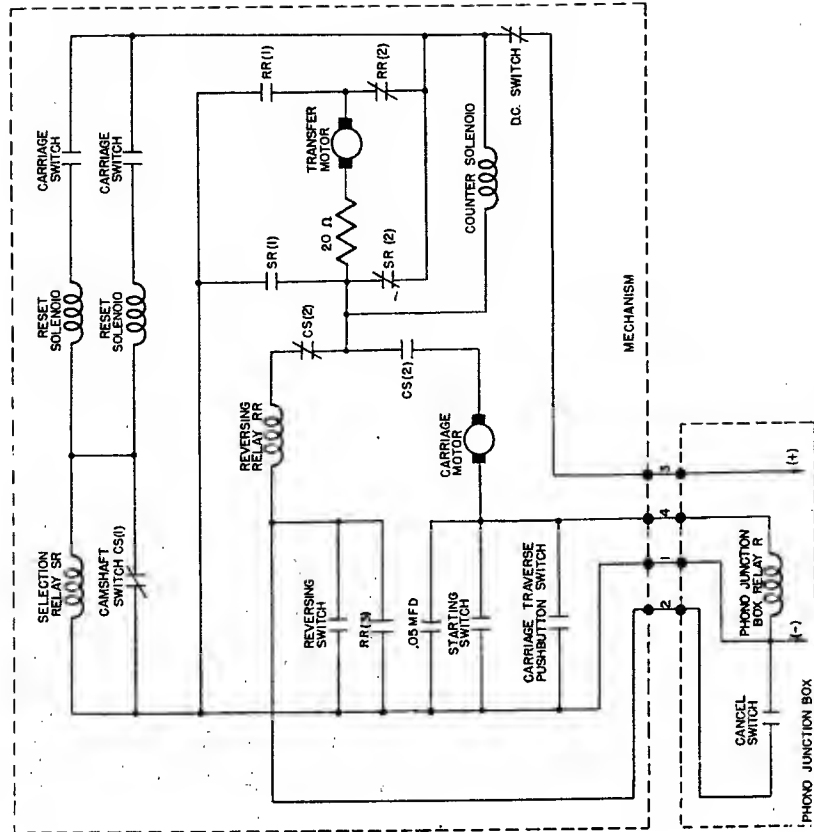 CARRIAGE
SWITCH
CARRIAGE
SWITCH
RESET
SOLENOID
RESET
SOLENOID
SELECTION
RELAY SR
CAMSHAFT
SWITCH CS(1)
RR(1)
RR(2)
TRANSFER
MOTOR
20 Ω
SR(1)
SR(2)
COUNTER SOLENOID
D.C. SWITCH
CS(2)
CS(2)
REVERSING
RELAY RR
CARRIAGE
MOTOR
REVERSING
SWITCH
RR(3)
.05 MFD
STARTING
SWITCH
CARRIAGE TRAVERSE
PUSHBUTTON SWITCH
MECHANISM
2
1
4
3
(+)
(-)
PHONO JUNCTION
BOX RELAY R
CANCEL
SWITCH
PHONO JUNCTION BOX